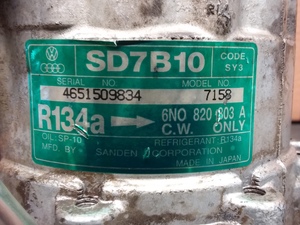 SD7B10
CODE
SY3
SERIAL NO
MODEL NO.
4651509834
7158
R134a
6N0 820 803 A
C.W. ONLY
OIL: SP-10
REFRIGERANT: R134a
MFD. BY
SANDEN CORPORATION
MADE IN JAPAN